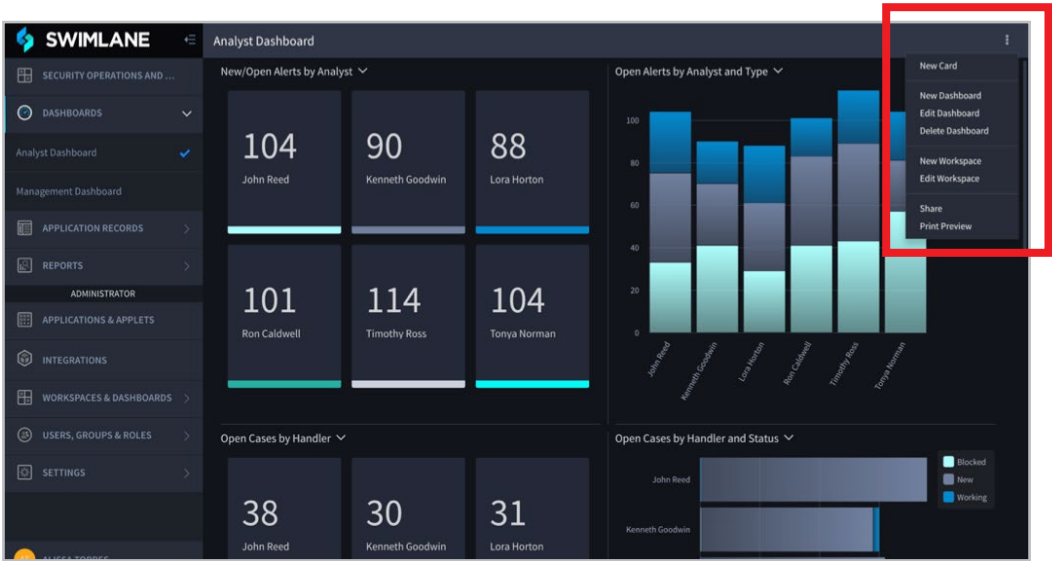 SWIMLANE
SECURITY OPERATIONS AND ...
DASHBOARDS
Analyst Dashboard
Management Dashboard
APPLICATION RECORDS
REPORTS
ADMINISTRATOR
APPLICATIONS & APPLETS
INTEGRATIONS
WORKSPACES & DASHBOARDS
USERS, GROUPS & ROLES
SETTINGS
ALISSA TORRES
Analyst Dashboard
New/Open Alerts by Analyst
104
John Reed
90
Kenneth Goodwin
88
Lora Horton
101
Ron Caldwell
114
Timothy Ross
104
Tonya Norman
Open Alerts by Analyst and Type
100
80
60
40
20
0
John Reed
Kenneth Goodwin
Lora Horton
Ron Caldwell
Timothy Ross
Tonya Norman
New Card
New Dashboard
Edit Dashboard
Delete Dashboard
New Workspace
Edit Workspace
Share
Print Preview
Open Cases by Handler
38
John Reed
30
Kenneth Goodwin
31
Lora Horton
Open Cases by Handler and Status
John Reed
Kenneth Goodwin
Blocked
New
Working